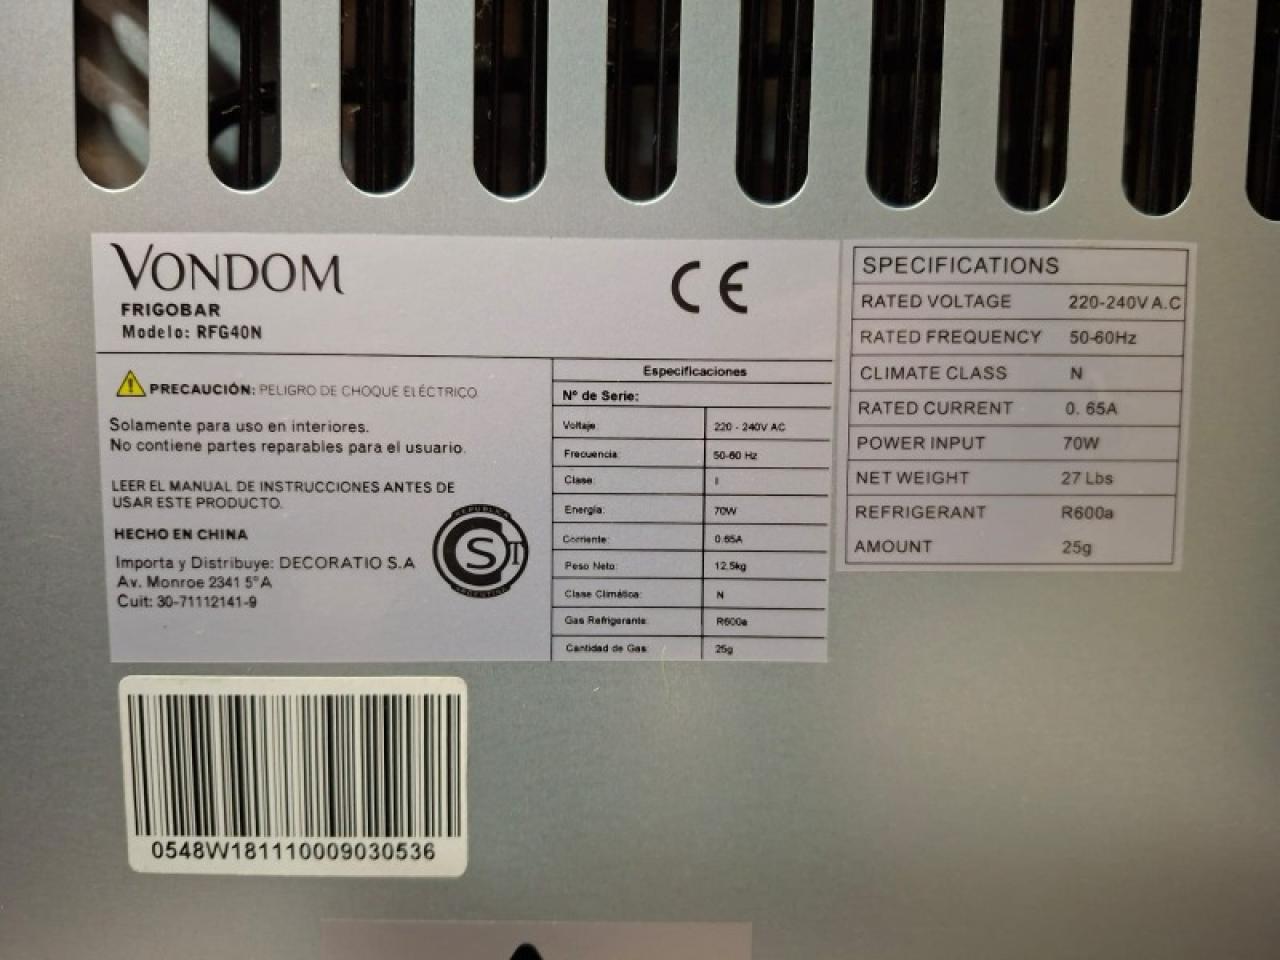 VONDOM
FRIGOBAR
Modelo: RFG40N
CE
PRECAUCIÓN: PELIGRO DE CHOQUE ELÉCTRICO
Solamente para uso en interiores.
No contiene partes reparables para el usuario.
LEER EL MANUAL DE INSTRUCCIONES ANTES DE
USAR ESTE PRODUCTO.
HECHO EN CHINA
Importa y Distribuye: DECORATIO S.A
Av. Monroe 2341 5°A
Cuit: 30-71112141-9
REPUBLICA
S T
ARGENTINA
Especificaciones
N° de Serie:
Voltaje: 220 - 240V AC
Frecuencia: 50-60 Hz
Clase: I
Energía: 70W
Corriente: 0.65A
Peso Neto: 12,5kg
Clase Climática: N
Gas Refrigerante: R600a
Cantidad de Gas: 25g
SPECIFICATIONS
RATED VOLTAGE 220-240V A.C
RATED FREQUENCY 50-60Hz
CLIMATE CLASS N
RATED CURRENT 0. 65A
POWER INPUT 70W
NET WEIGHT 27 Lbs
REFRIGERANT R600a
AMOUNT 25g
0548W181110009030536